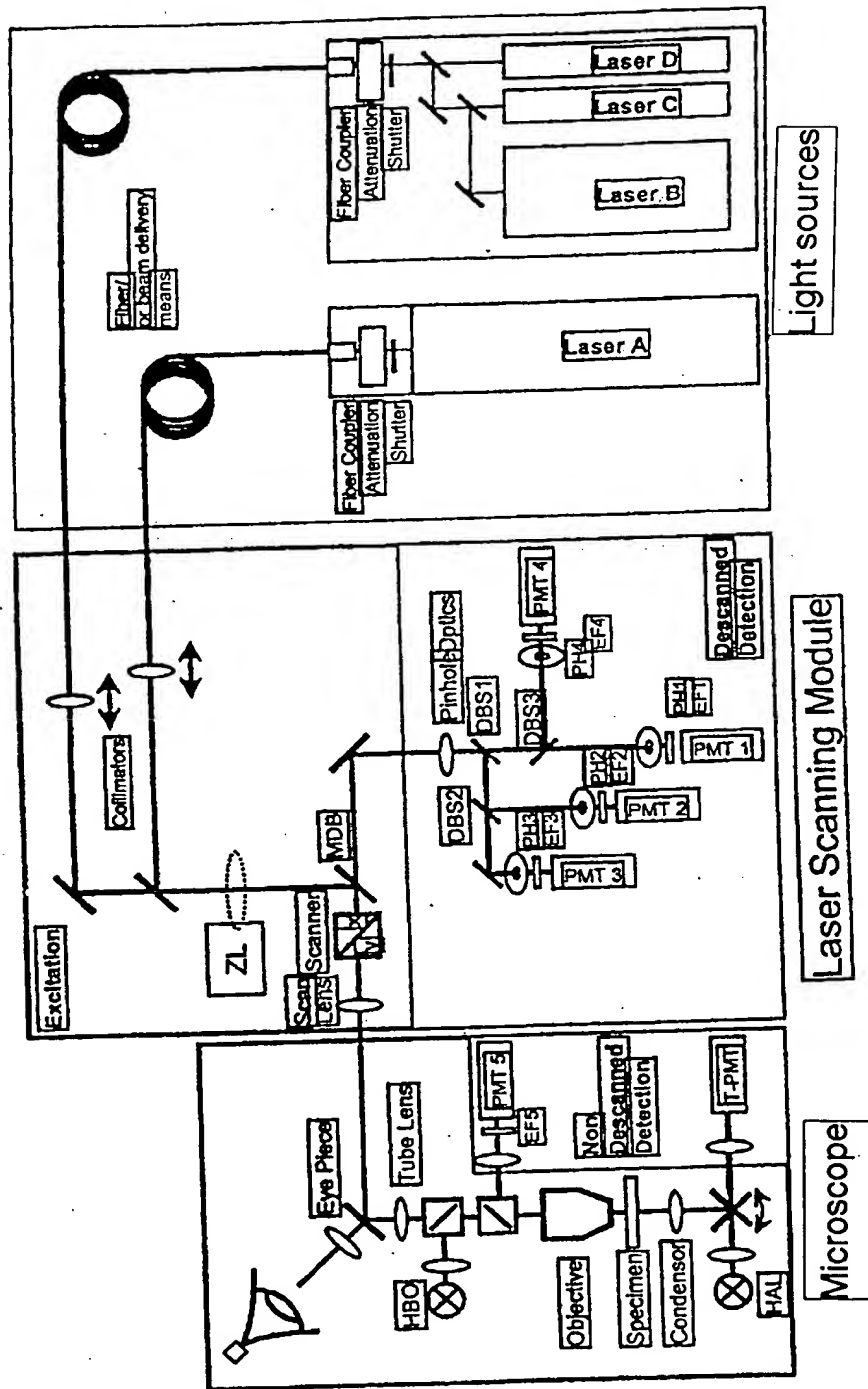 Fiber Coupler
Attenuation
Shutter
Laser D
Laser C
Laser B
Fiber/
or beam delivery
means
Fiber Coupler
Attenuation
Shutter
Laser A
Light sources
Excitation
Collimators
ZL
MDB
Scanner
Scan
Lens
y
x
Pinhole Optics
DBS1
DBS2
DBS3
PMT 4
PH4
EF4
PH1
EF1
PMT 1
PH2
EF2
PMT 2
PH3
EF3
PMT 3
Descanned
Detection
Laser Scanning Module
Eye Piece
Tube Lens
HBO
PMT 5
EF5
Non
Descanned
Detection
T-PMT
Objective
Specimen
Condensor
HAL
Microscope